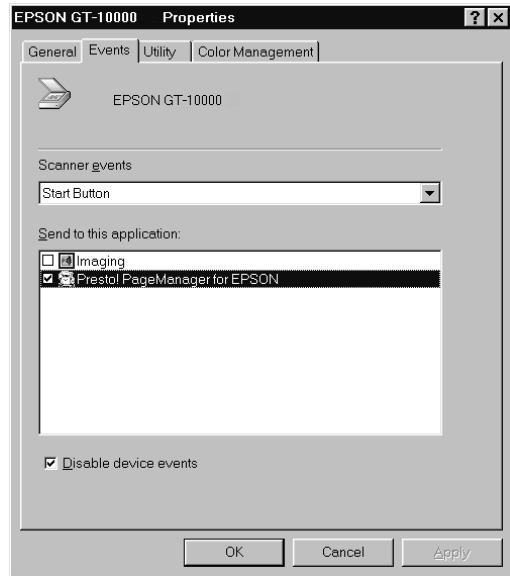 EPSON GT-10000 Properties
General Events Utility Color Management
EPSON GT-10000
Scanner events
Start Button
Send to this application:
Imaging
Presto! PageManager for EPSON
Disable device events
OK Cancel Apply